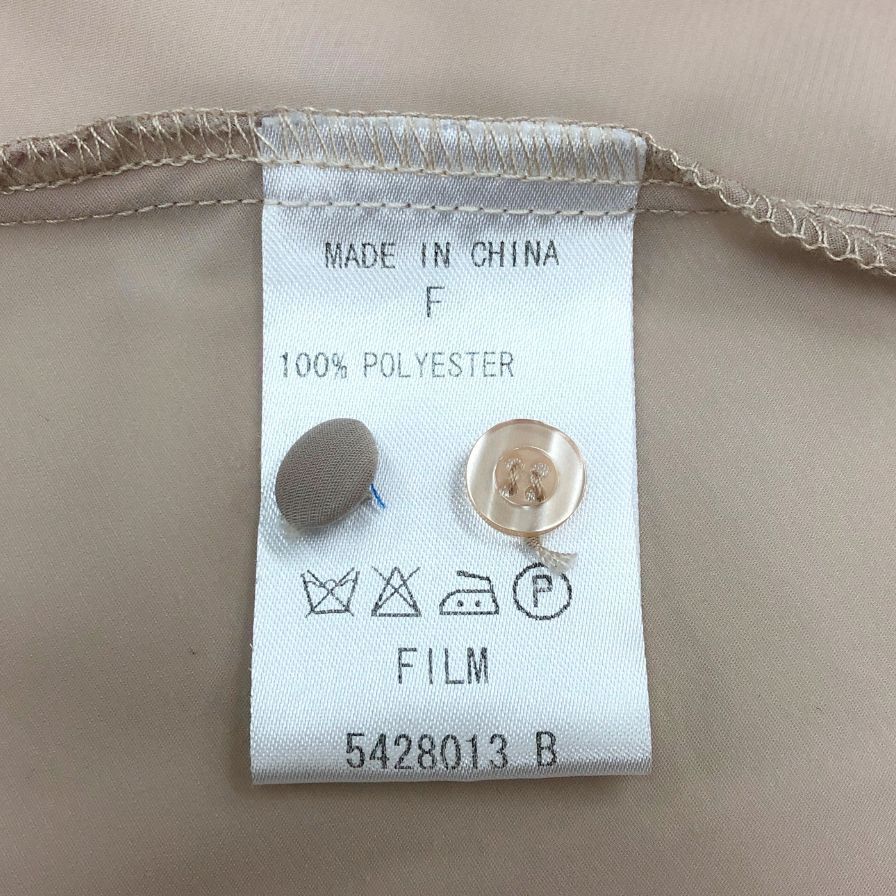 MADE IN CHINA
F
100% POLYESTER
P
FILM
5428013 B